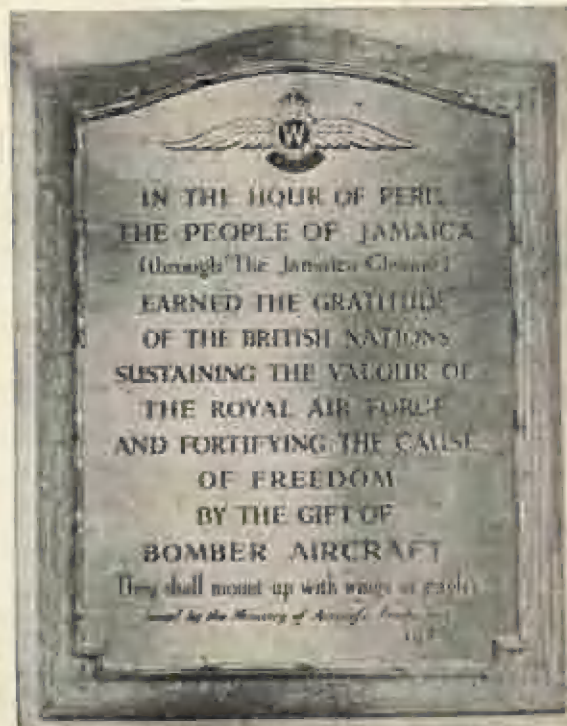 W
IN THE HOUR OF PERIL
THE PEOPLE OF JAMAICA
(through "The Jamaica Gleaner")
EARNED THE GRATITUDE
OF THE BRITISH NATIONS
SUSTAINING THE VALOUR OF
THE ROYAL AIR FORCE
AND FORTIFYING THE CAUSE
OF FREEDOM
BY THE GIFT OF
BOMBER AIRCRAFT
They shall mount up with wings as eagles
Issued by the Ministry of Aircraft